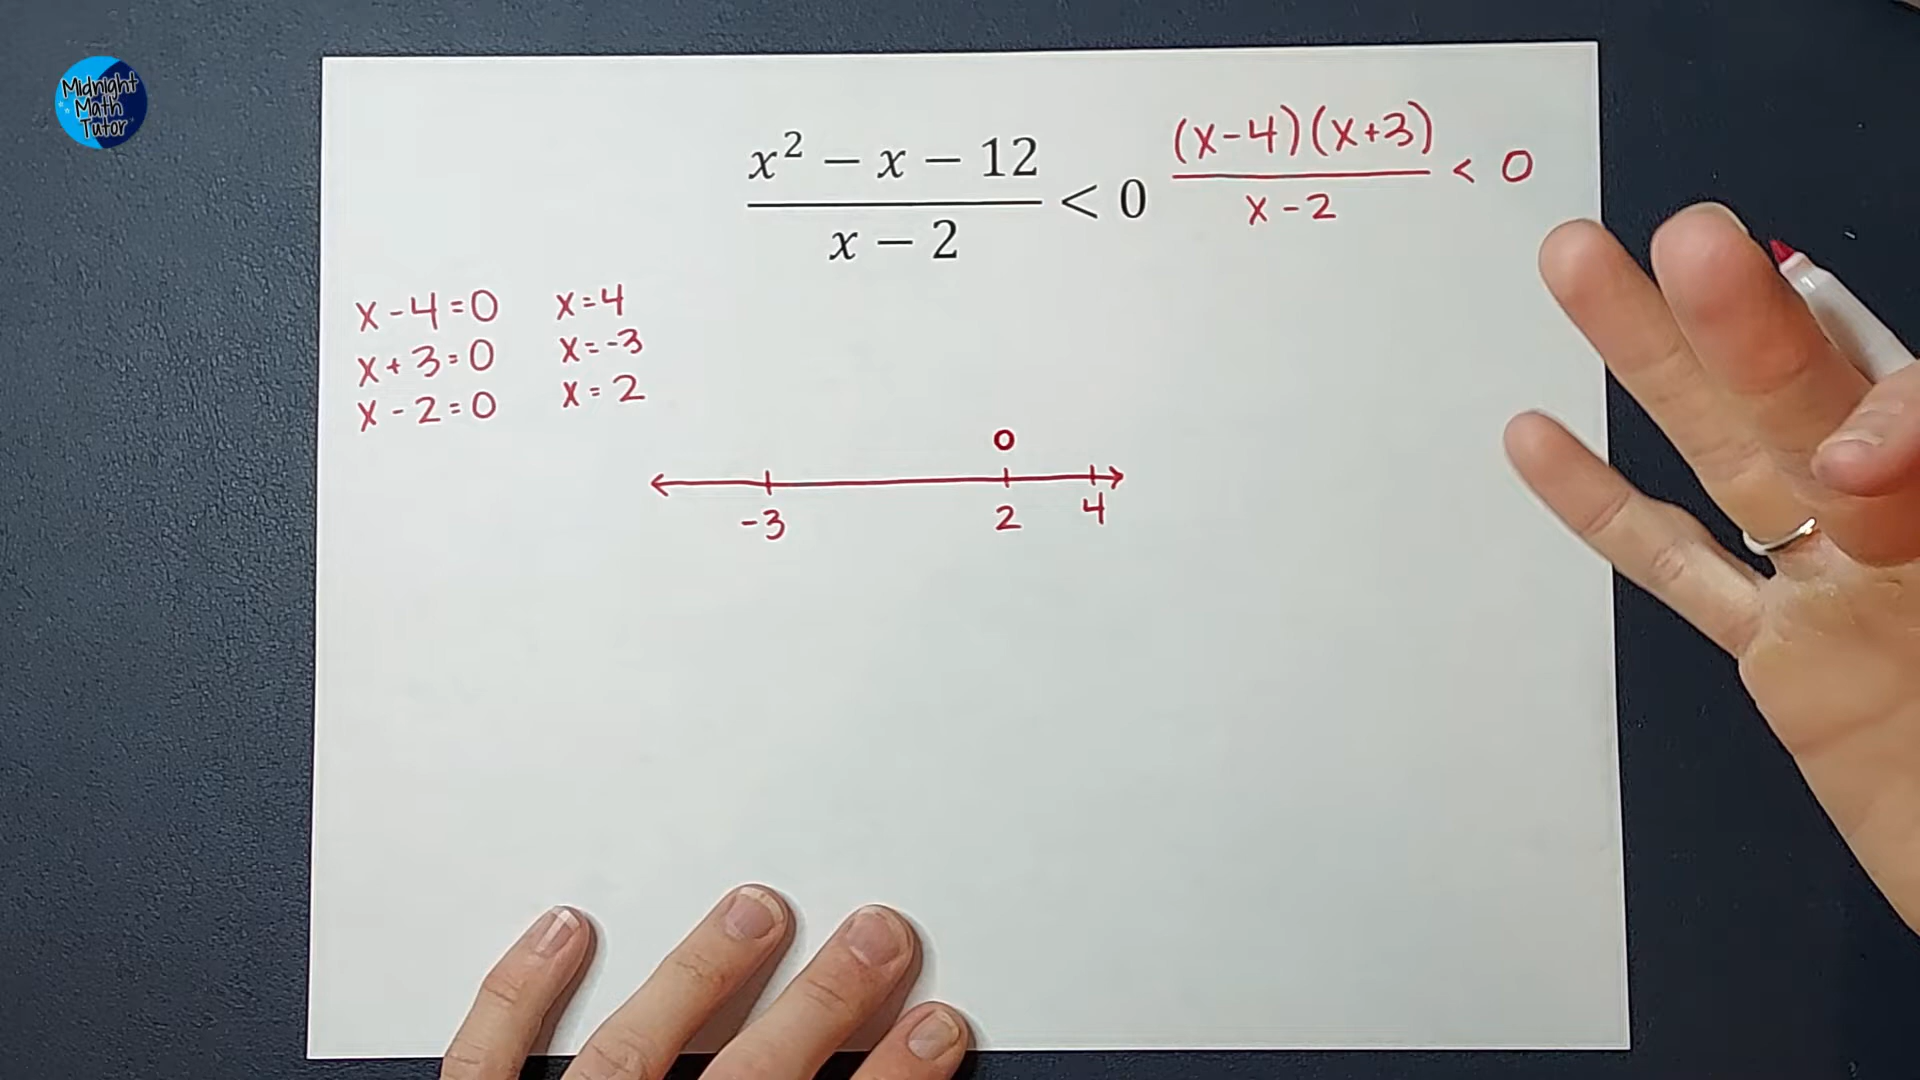 Midnight
Math
Tutor
x² − x − 12
x − 2
< 0
(x-4)(x+3)
x-2
< 0
x-4=0 x=4
x+3=0 x=-3
x-2=0 x=2
o
-3 2 4